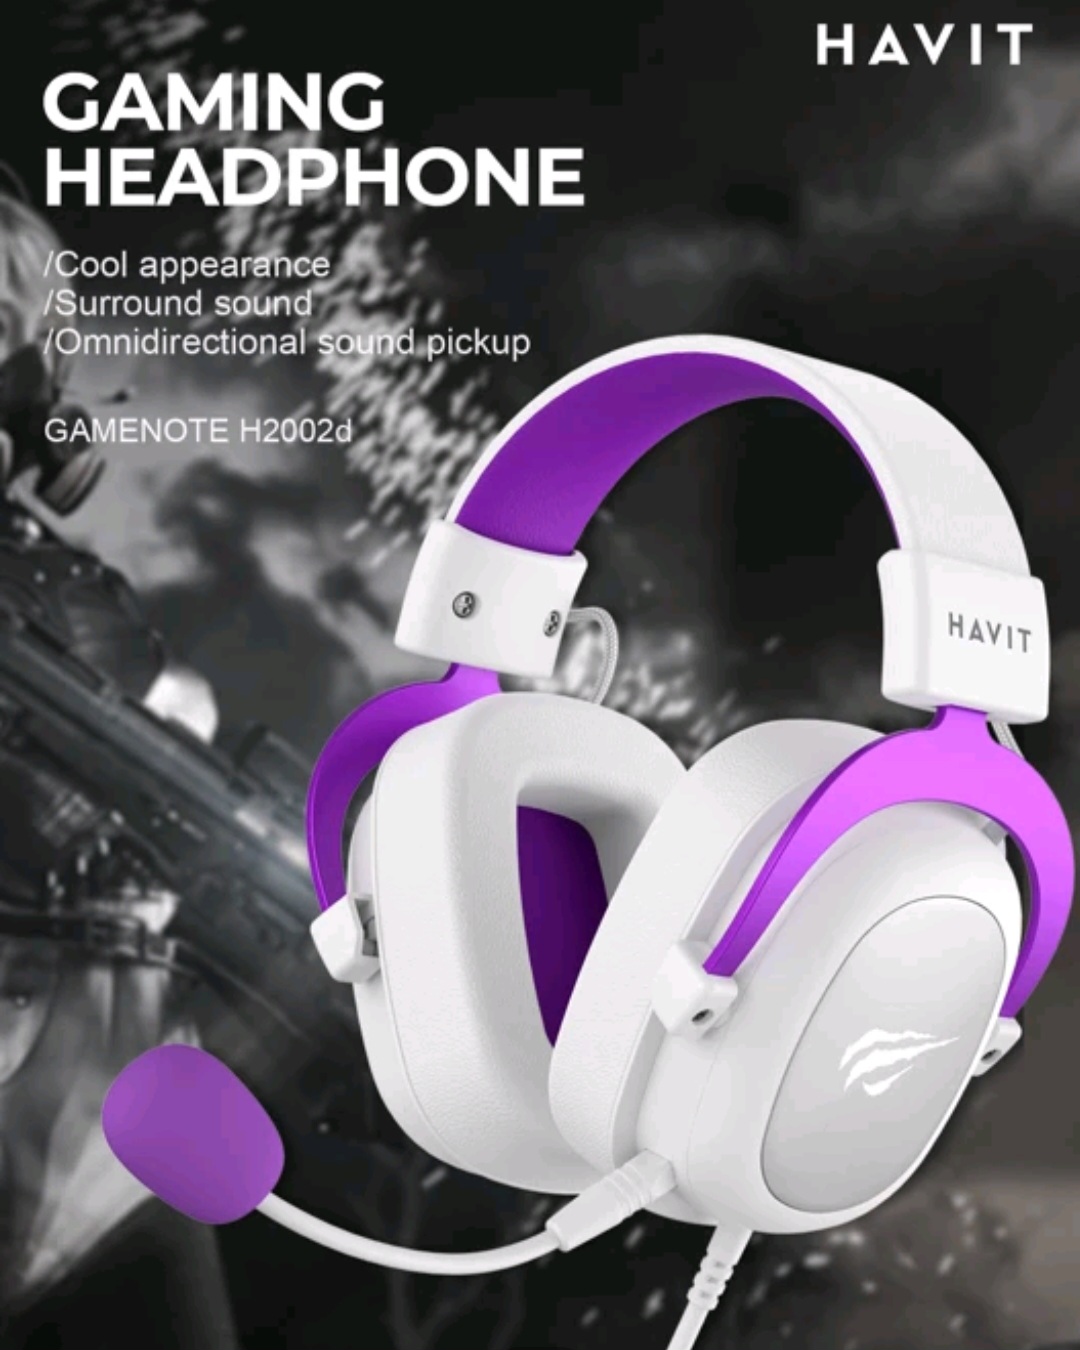 HAVIT
GAMING
HEADPHONE
/Cool appearance
/Surround sound
/Omnidirectional sound pickup
GAMENOTE H2002d
HAVIT